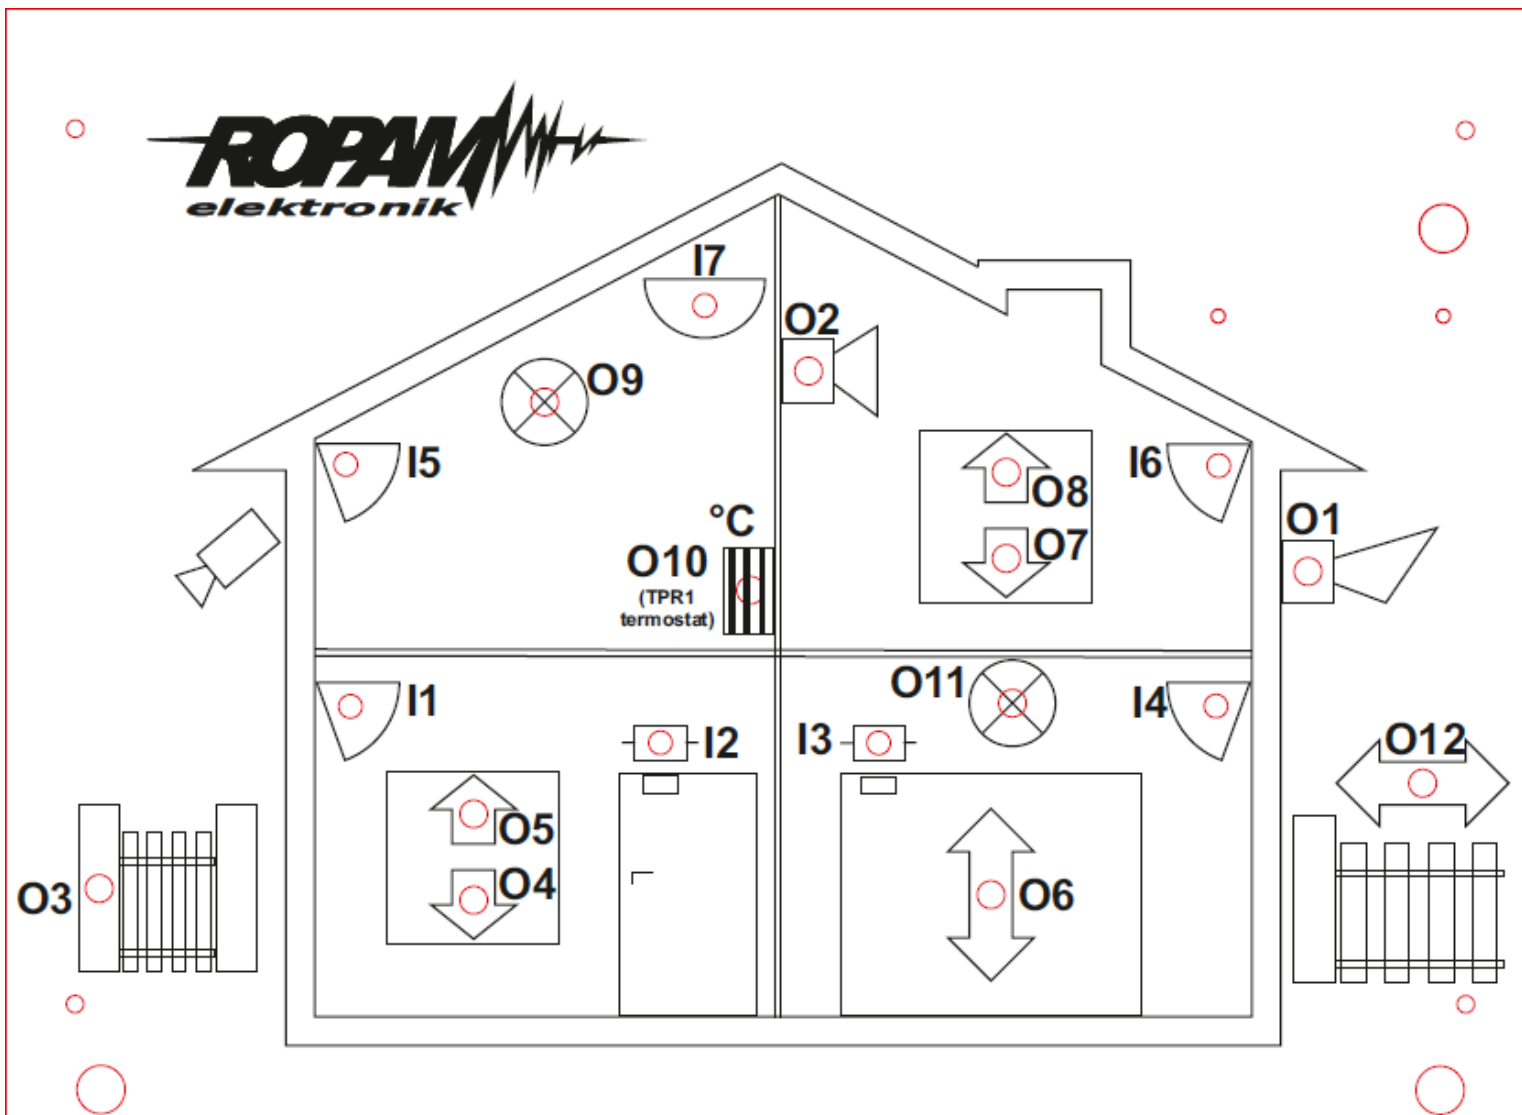 ROPAM
elektronik
I7
O2
O9
I5
I6
O8
°C
O1
O7
O10
(TPR1
termostat)
O11
I1
I4
I2
I3
O12
O5
O4
O3
O6